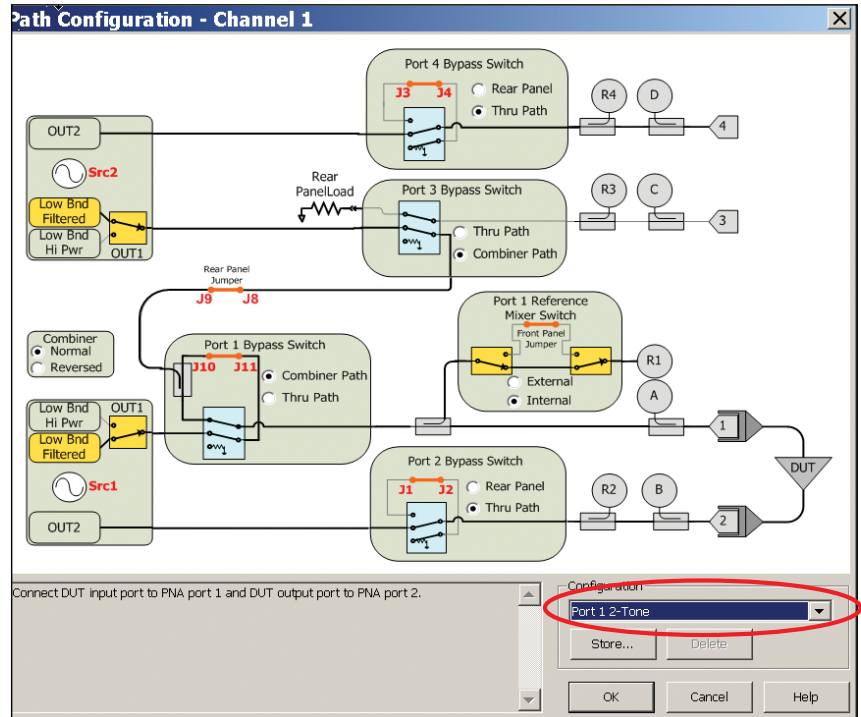 Path Configuration - Channel 1
Port 4 Bypass Switch
J3 J4
Rear Panel
Thru Path
R4
D
4
OUT2
Src2
Low Bnd
Filtered
Low Bnd
Hi Pwr
OUT1
Rear
PanelLoad
Port 3 Bypass Switch
Thru Path
Combiner Path
R3
C
3
Rear Panel
Jumper
J9 J8
Port 1 Reference
Mixer Switch
Front Panel
Jumper
External
Internal
R1
Combiner
Normal
Reversed
Port 1 Bypass Switch
J10 J11
Combiner Path
Thru Path
A
1
Low Bnd
Hi Pwr
OUT1
Low Bnd
Filtered
Src1
OUT2
Port 2 Bypass Switch
J1 J2
Rear Panel
Thru Path
R2
B
2
DUT
Connect DUT input port to PNA port 1 and DUT output port to PNA port 2.
Configuration
Port 1 2-Tone
Store...
Delete
OK
Cancel
Help